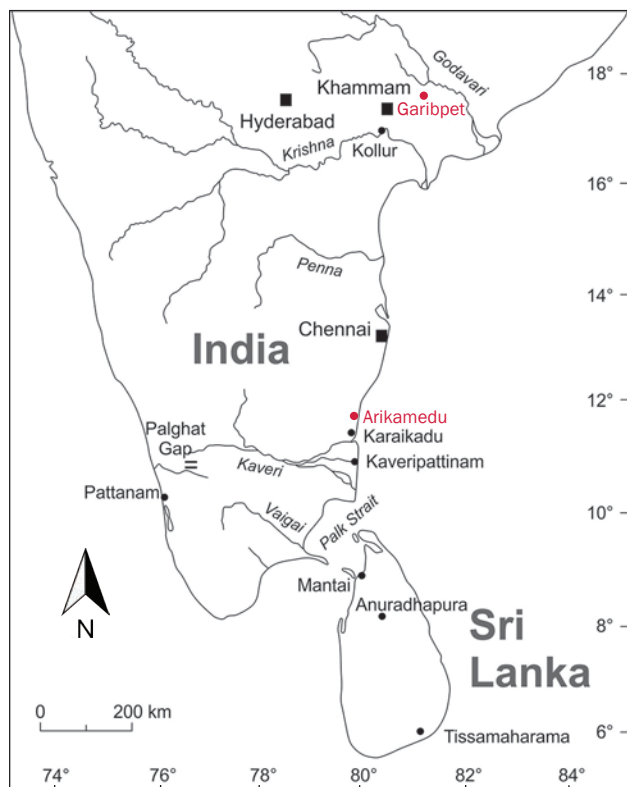 18°
Godavari
Khammam
Garibpet
Hyderabad
Krishna
Kollur
16°
Penna
14°
Chennai
India
12°
Arikamedu
Palghat
Gap
Karaikadu
Kaveri
Kaveripattinam
Pattanam
10°
Vaigai
Palk Strait
Mantai
Anuradhapura
N
Sri
Lanka
8°
0
200 km
Tissamaharama
6°
74°
76°
78°
80°
82°
84°